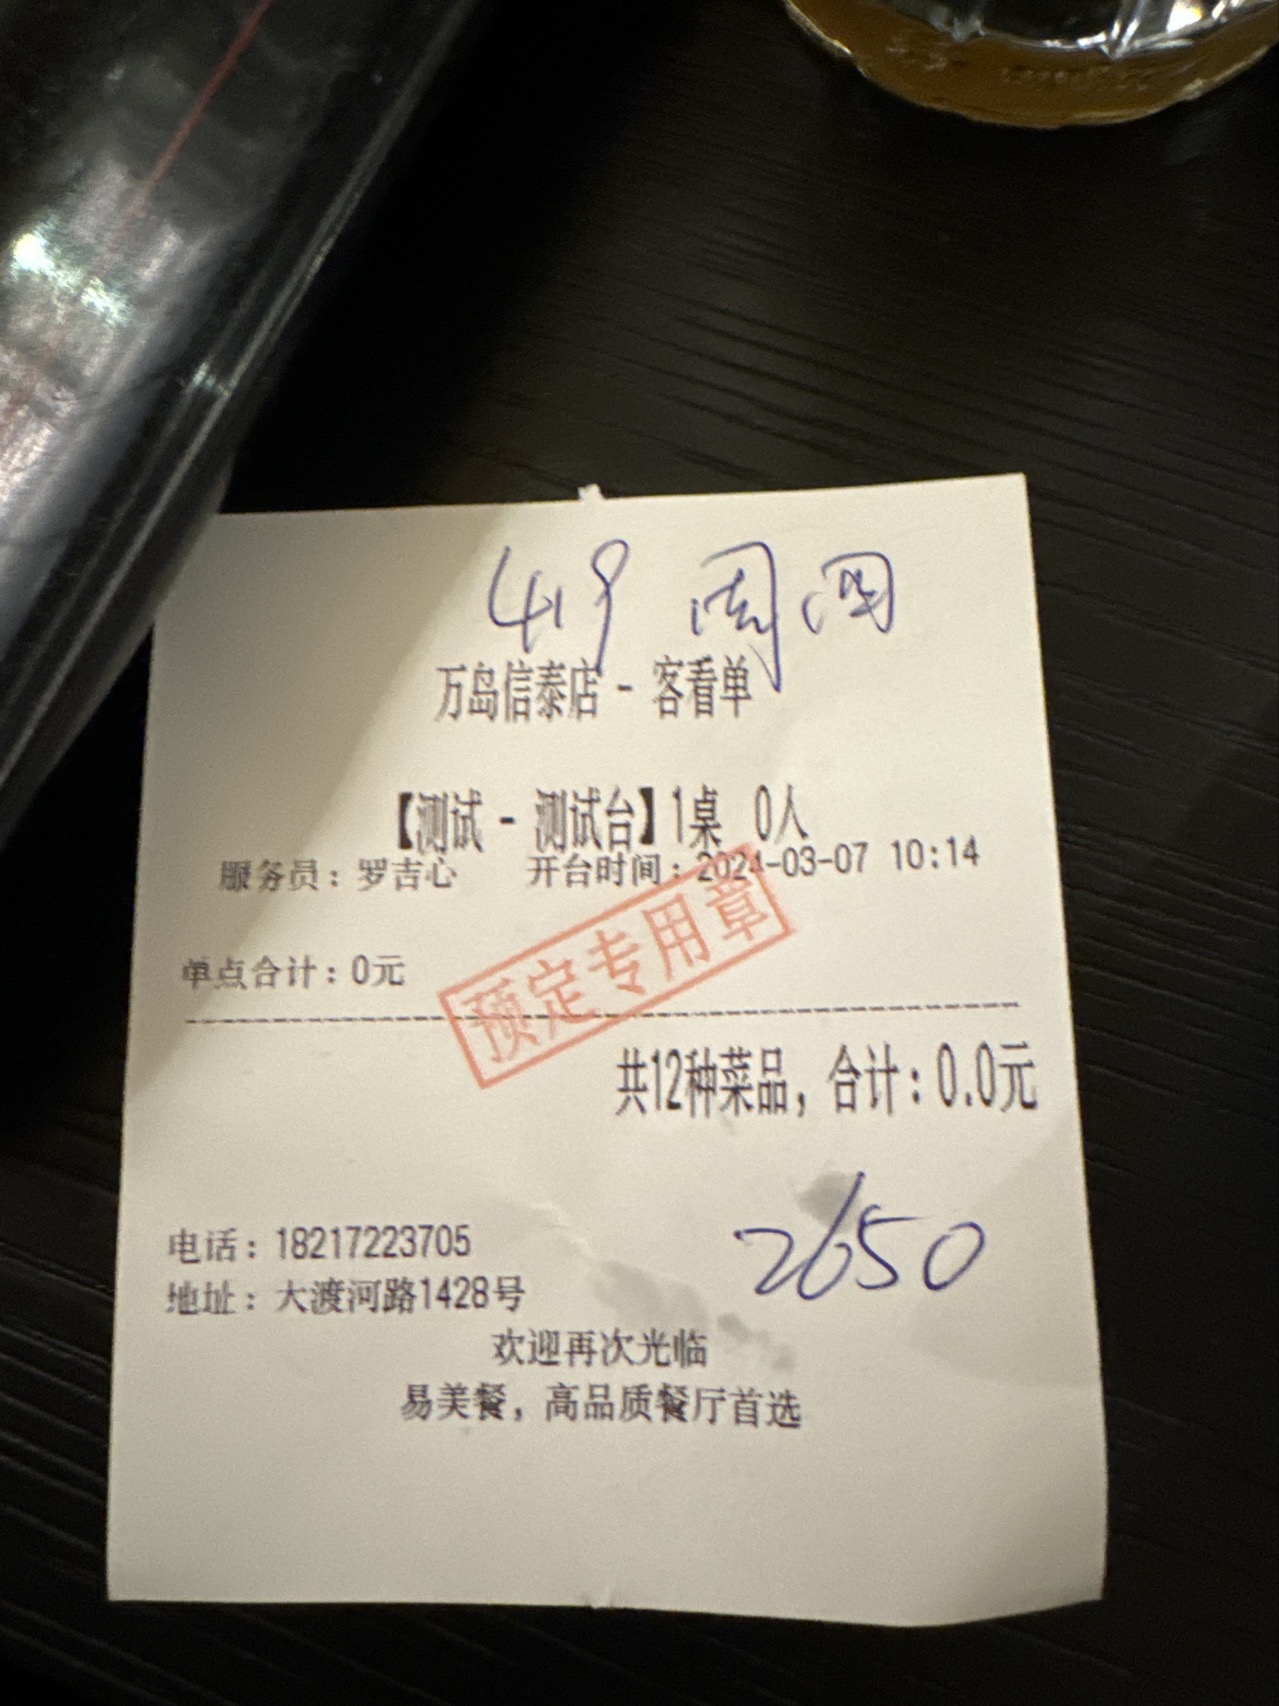 419 周周
万岛信泰店 - 客看单
【测试 - 测试台】1桌 0人
服务员：罗吉心 开台时间：2024-03-07 10:14
预定专用章
单点合计：0元
共12种菜品，合计：0.0元
2650
电话：18217223705
地址：大渡河路1428号
欢迎再次光临
易美餐，高品质餐厅首选